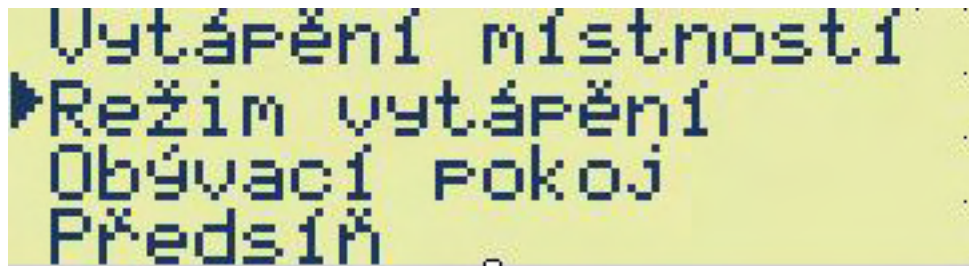 Vytápění místností
Režim vytápění
Obývací pokoj
Předsíň